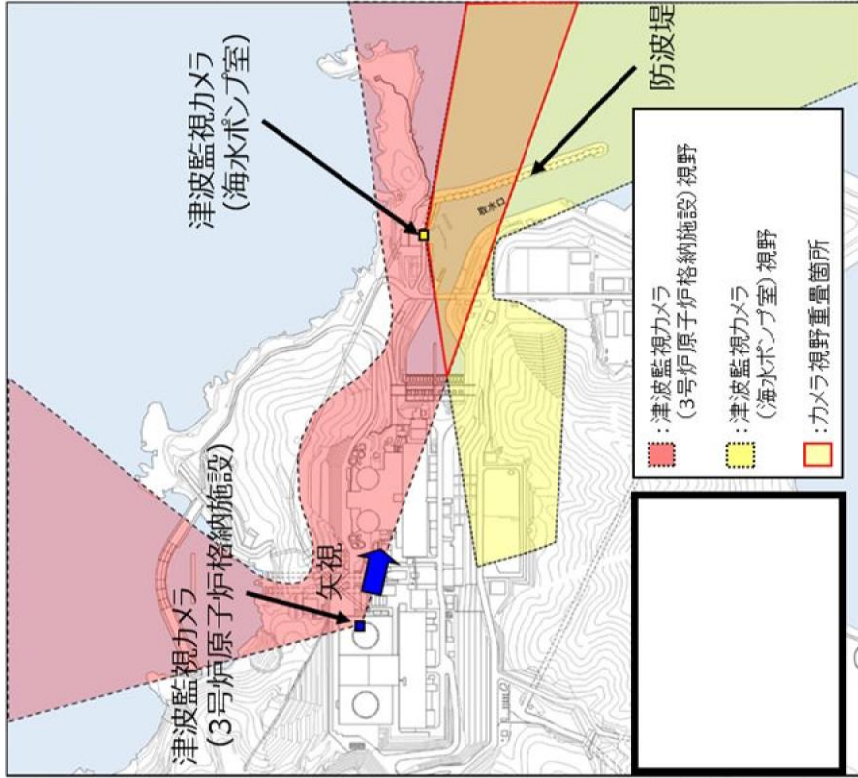 津波監視カメラ
(3号炉原子炉格納施設)
矢視
津波監視カメラ
(海水ポンプ室)
取水口
防波堤
:津波監視カメラ
(3号炉原子炉格納施設)視野
:津波監視カメラ
(海水ポンプ室)視野
:カメラ視野重畳箇所